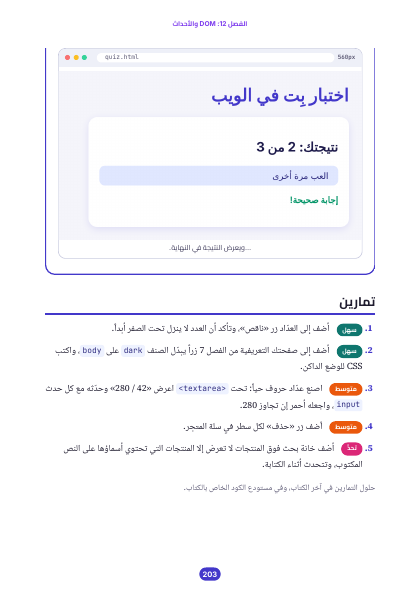 الفصل 12: DOM والأحداث
quiz.html
560px
اختبار بِت في الويب
نتيجتك: 2 من 3
العب مرة أخرى
إجابة صحيحة!
…ويعرض النتيجة في النهاية.
تمارين
1. سهل أضف إلى العدّاد زر «ناقص»، وتأكد أن العدد لا ينزل تحت الصفر أبداً.
2. سهل أضف إلى صفحتك التعريفية من الفصل 7 زراً يبدّل الصنف dark على body، واكتب
CSS للوضع الداكن.
3. متوسط اصنع عدّاد حروف حياً: تحت <textarea> اعرض «42 / 280» وحدّثه مع كل حدث
input، واجعله أحمر إن تجاوز 280.
4. متوسط أضف زر «حذف» لكل سطر في سلة المتجر.
5. تحدٍّ أضف خانة بحث فوق المنتجات لا تعرض إلا المنتجات التي تحتوي أسماؤها على النص
المكتوب، وتتحدث أثناء الكتابة.
حلول التمارين في آخر الكتاب، وفي مستودع الكود الخاص بالكتاب.
203